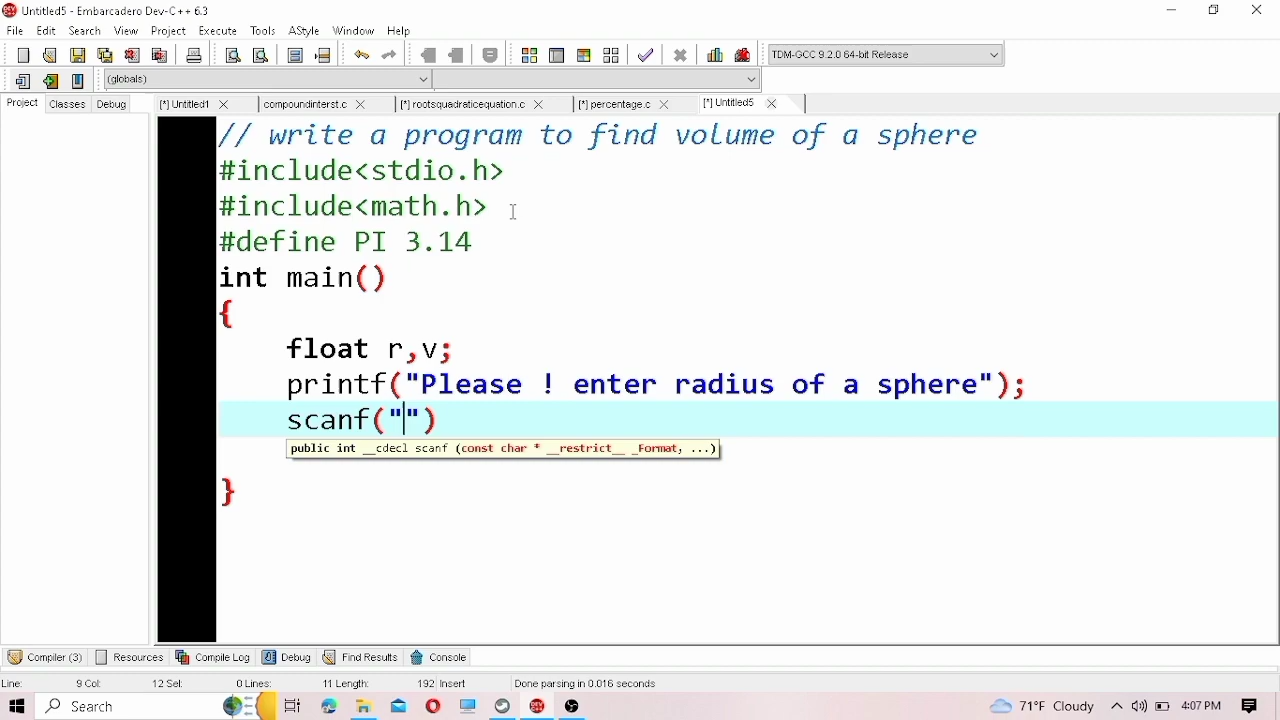 Untitled5 - Embarcadero Dev-C++ 6.3
File Edit Search View Project Execute Tools AStyle Window Help
TDM-GCC 9.2.0 64-bit Release
(globals)
Project Classes Debug
[*] Untitled1 compoundinterst.c [*] rootsquadraticequation.c [*] percentage.c [*] Untitled5
// write a program to find volume of a sphere
#include<stdio.h>
#include<math.h>
#define PI 3.14
int main()
{
float r,v;
printf("Please ! enter radius of a sphere");
scanf("")
public int __cdecl scanf (const char * __restrict__ _Format, ...)
}
Compiler (3) Resources Compile Log Debug Find Results Console
Line: 9 Col: 12 Sel: 0 Lines: 11 Length: 192 Insert Done parsing in 0.016 seconds
Search 71°F Cloudy 4:07 PM